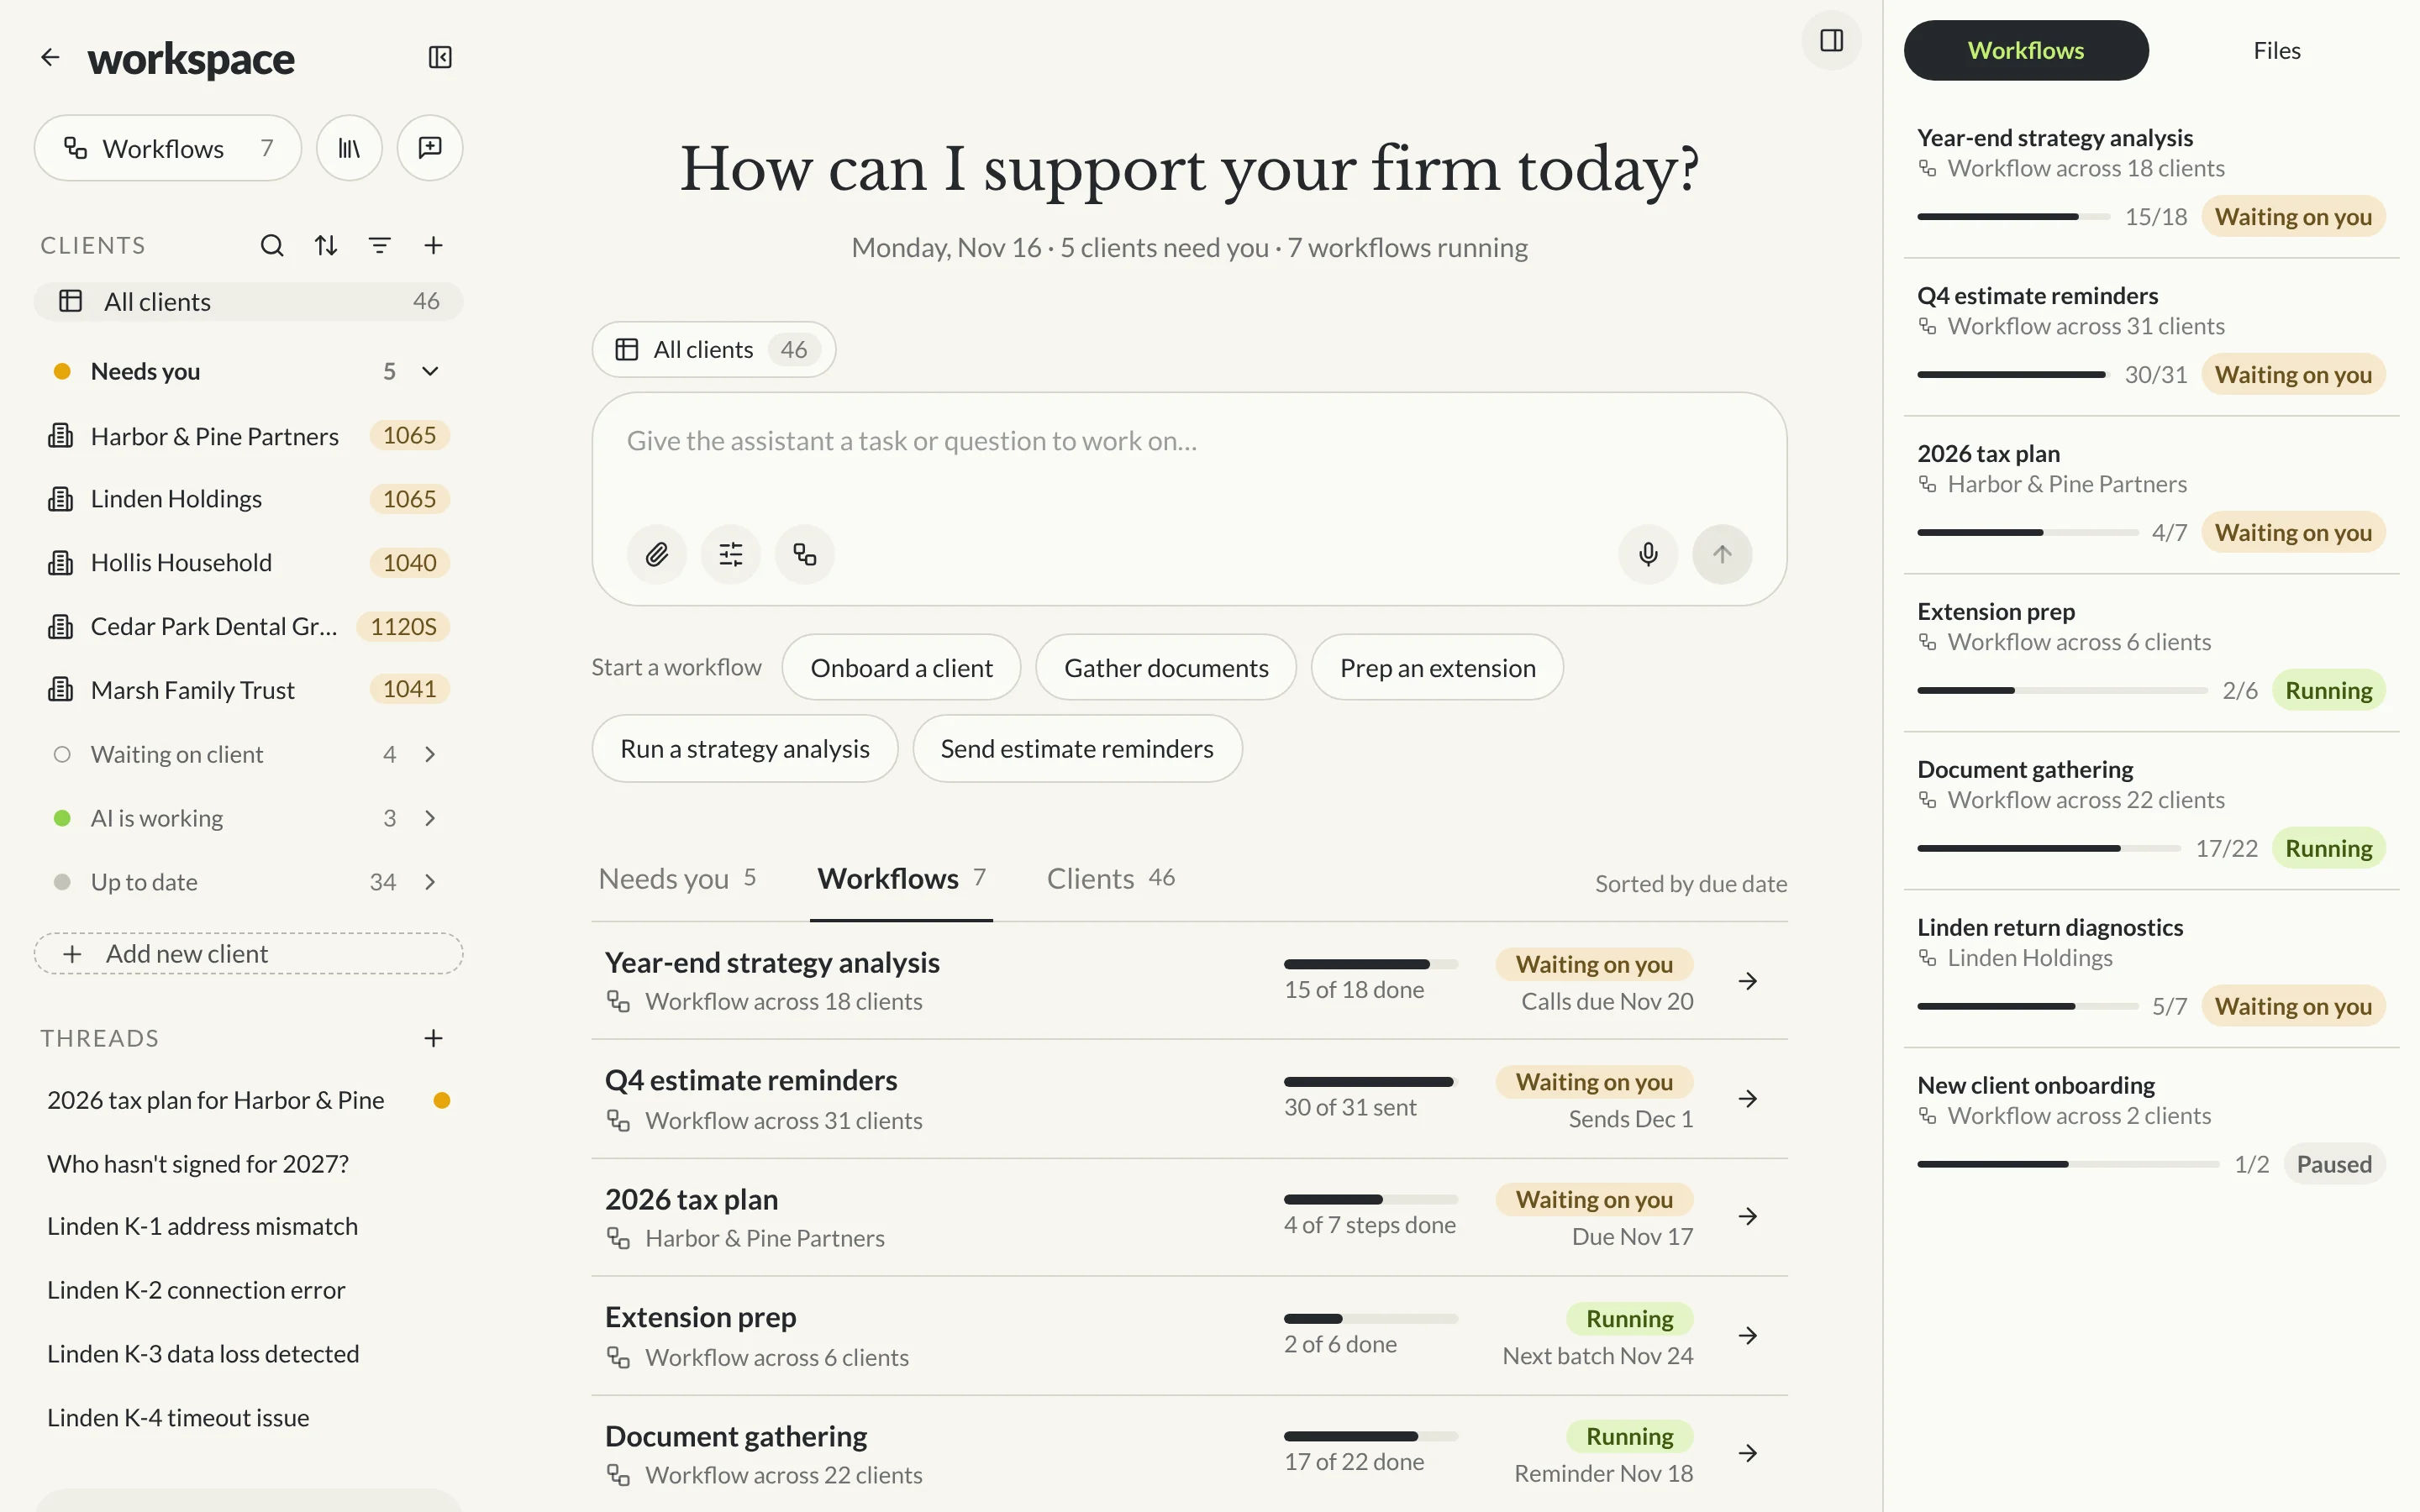 workspace
Workflows 7
CLIENTS
All clients 46
Needs you 5
Harbor & Pine Partners 1065
Linden Holdings 1065
Hollis Household 1040
Cedar Park Dental Gr... 1120S
Marsh Family Trust 1041
Waiting on client 4
AI is working 3
Up to date 34
Add new client
THREADS
2026 tax plan for Harbor & Pine
Who hasn't signed for 2027?
Linden K-1 address mismatch
Linden K-2 connection error
Linden K-3 data loss detected
Linden K-4 timeout issue
How can I support your firm today?
Monday, Nov 16 · 5 clients need you · 7 workflows running
All clients 46
Give the assistant a task or question to work on...
Start a workflow Onboard a client Gather documents Prep an extension
Run a strategy analysis Send estimate reminders
Needs you 5 Workflows 7 Clients 46 Sorted by due date
Year-end strategy analysis Waiting on you
15 of 18 done
Workflow across 18 clients Calls due Nov 20
Q4 estimate reminders Waiting on you
30 of 31 sent
Workflow across 31 clients Sends Dec 1
2026 tax plan Waiting on you
4 of 7 steps done
Harbor & Pine Partners Due Nov 17
Extension prep Running
2 of 6 done
Workflow across 6 clients Next batch Nov 24
Document gathering Running
17 of 22 done
Workflow across 22 clients Reminder Nov 18
Workflows Files
Year-end strategy analysis
Workflow across 18 clients
15/18 Waiting on you
Q4 estimate reminders
Workflow across 31 clients
30/31 Waiting on you
2026 tax plan
Harbor & Pine Partners
4/7 Waiting on you
Extension prep
Workflow across 6 clients
2/6 Running
Document gathering
Workflow across 22 clients
17/22 Running
Linden return diagnostics
Linden Holdings
5/7 Waiting on you
New client onboarding
Workflow across 2 clients
1/2 Paused